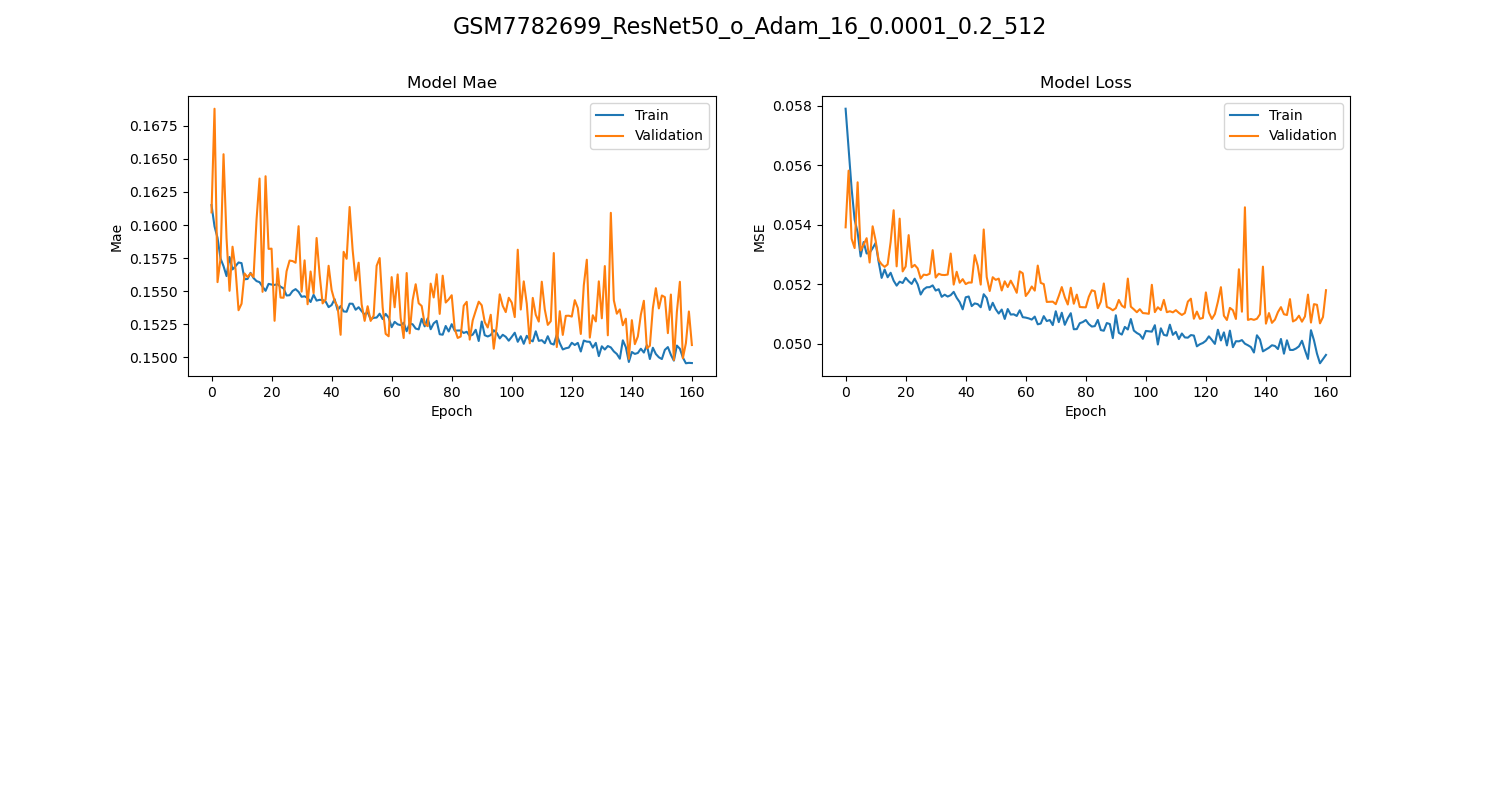 GSM7782699_ResNet50_o_Adam_16_0.0001_0.2_512
Model Mae
Train
Validation
0.1675
0.1650
0.1625
0.1600
0.1575
0.1550
0.1525
0.1500
Mae
0 20 40 60 80 100 120 140 160
Epoch
Model Loss
Train
Validation
0.058
0.056
0.054
0.052
0.050
MSE
0 20 40 60 80 100 120 140 160
Epoch